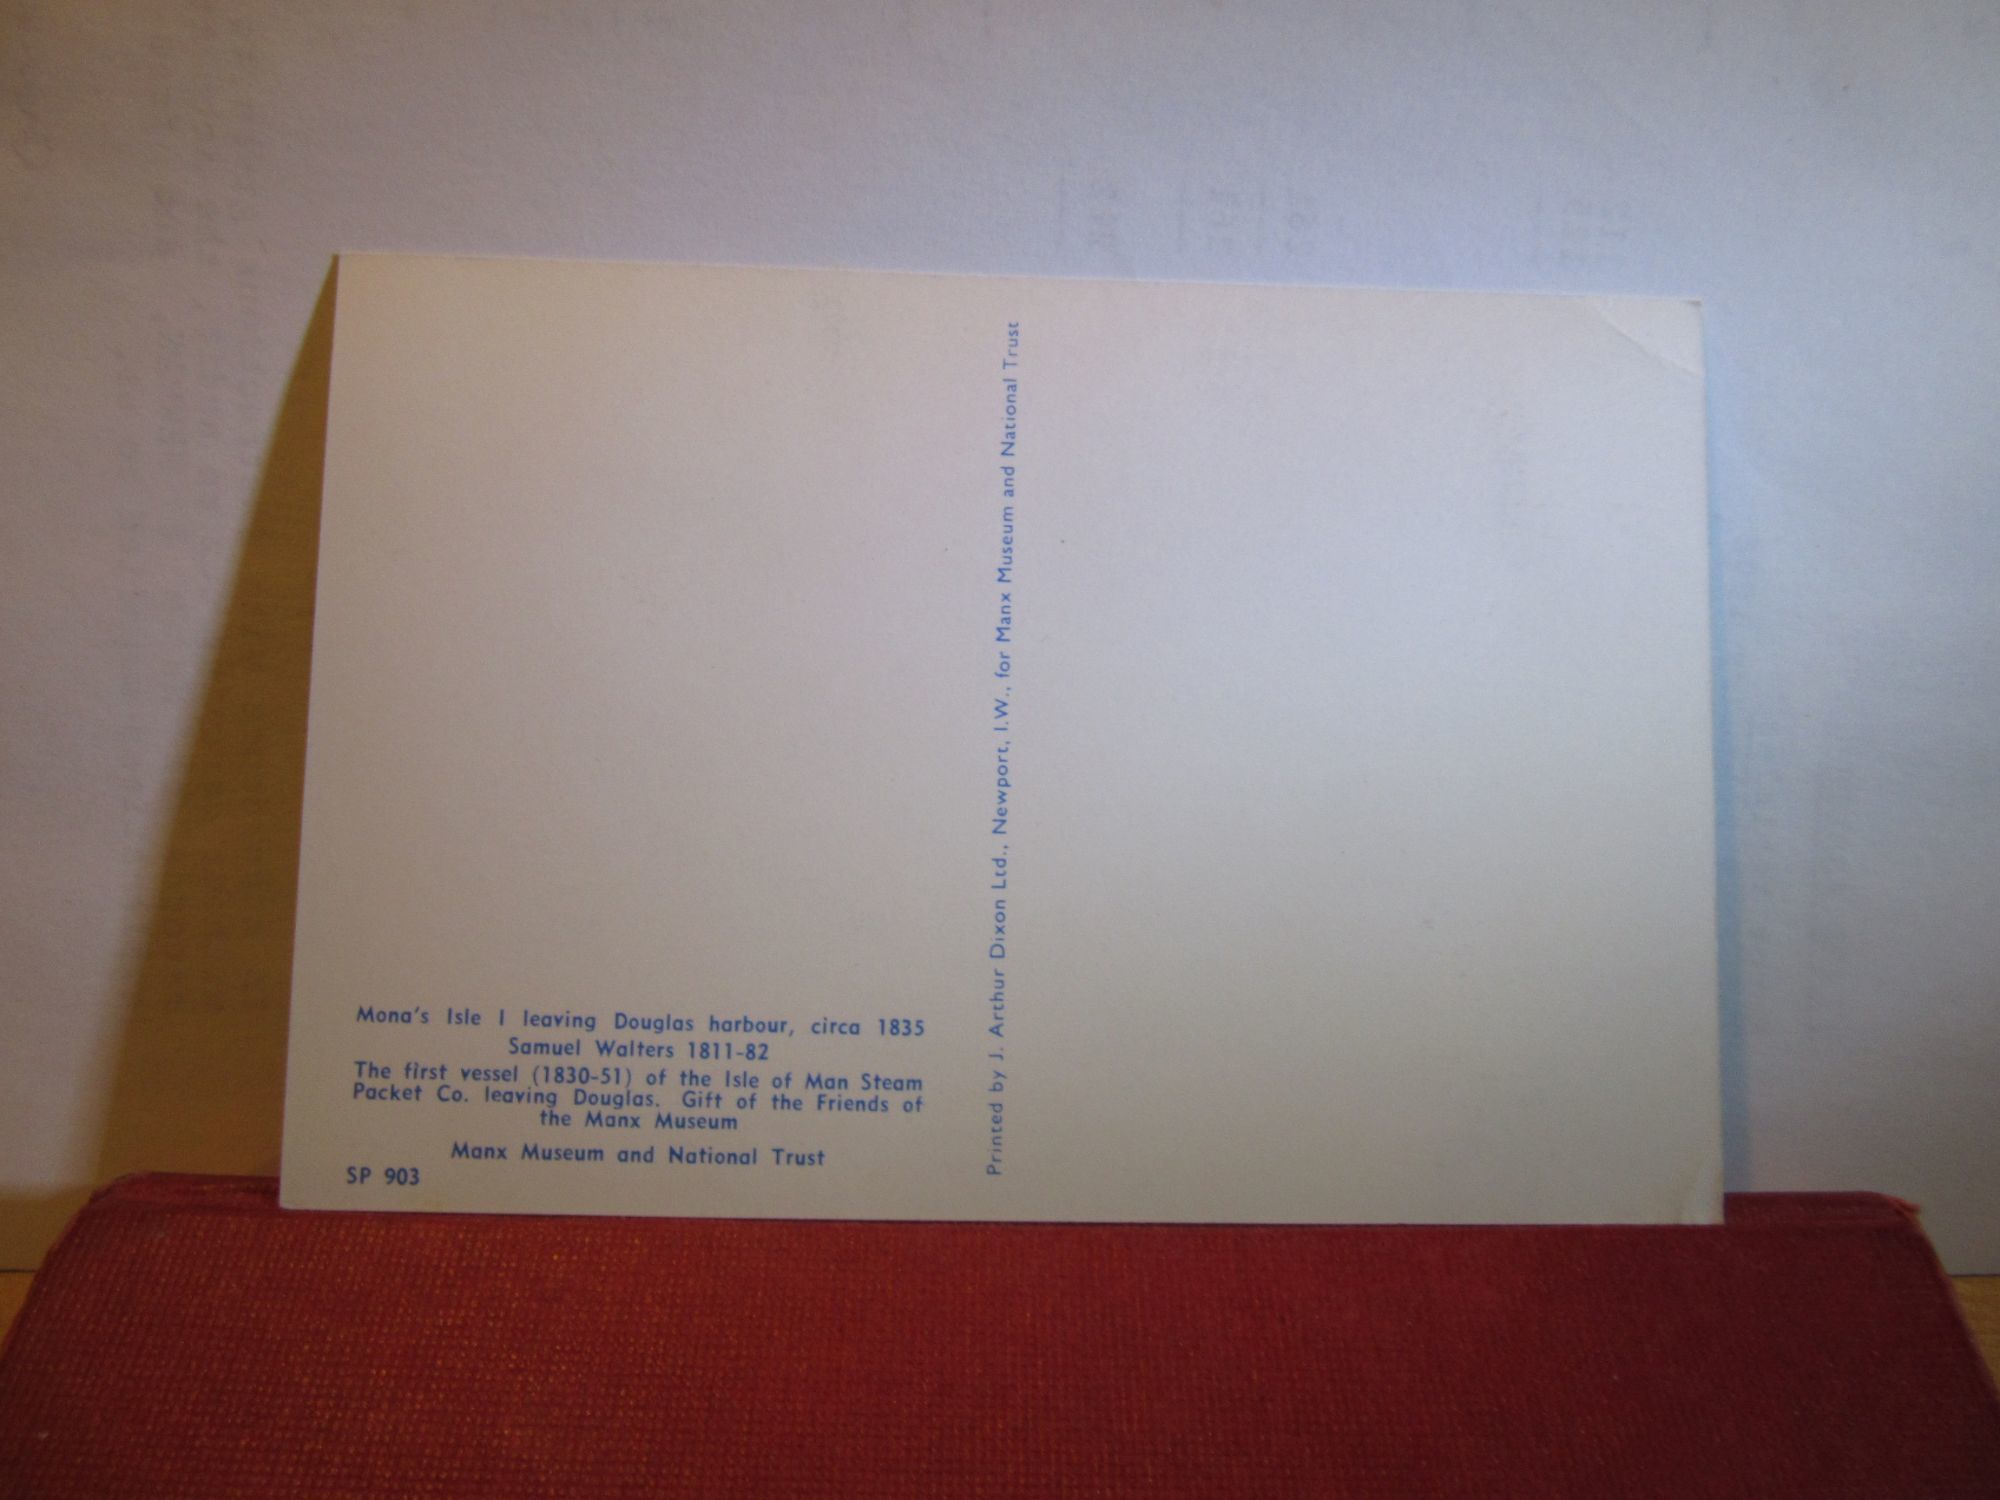 Mona's Isle I leaving Douglas harbour, circa 1835
Samuel Walters 1811-82
The first vessel (1830-51) of the Isle of Man Steam
Packet Co. leaving Douglas. Gift of the Friends of
the Manx Museum
Manx Museum and National Trust
SP 903
Printed by J. Arthur Dixon Ltd., Newport, I.W., for Manx Museum and National Trust